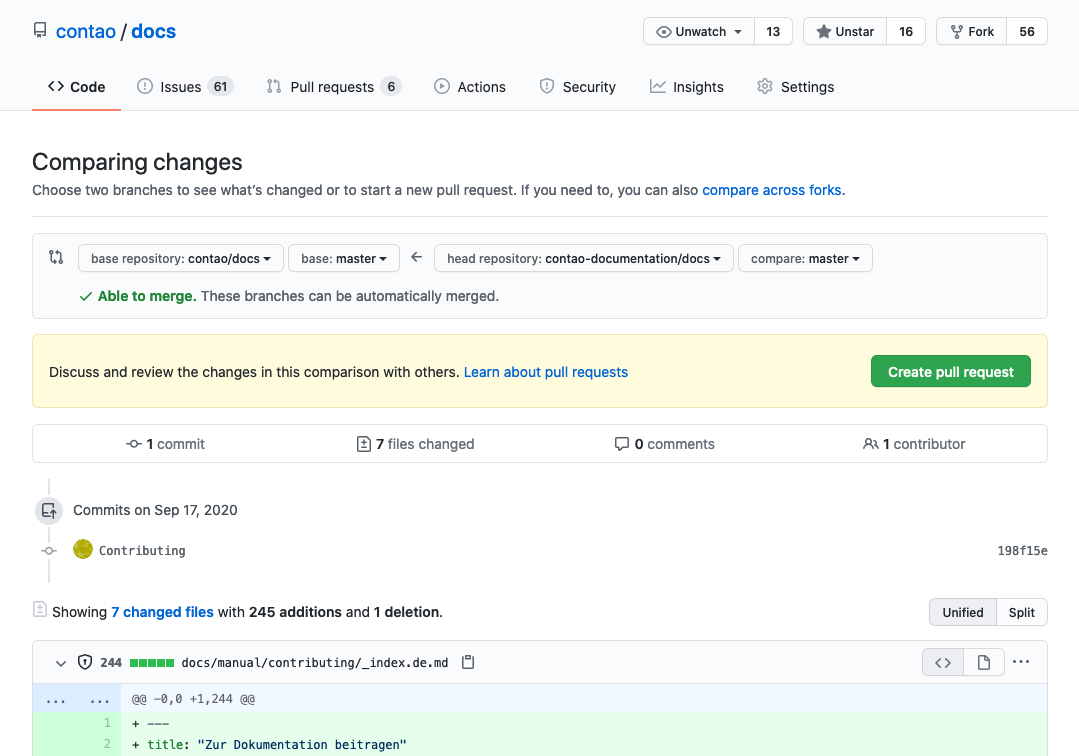 contao / docs
Unwatch 13 Unstar 16 Fork 56
Code Issues 61 Pull requests 6 Actions Security Insights Settings
Comparing changes
Choose two branches to see what's changed or to start a new pull request. If you need to, you can also compare across forks.
base repository: contao/docs base: master ← head repository: contao-documentation/docs compare: master
Able to merge. These branches can be automatically merged.
Discuss and review the changes in this comparison with others. Learn about pull requests Create pull request
1 commit 7 files changed 0 comments 1 contributor
Commits on Sep 17, 2020
Contributing 198f15e
Showing 7 changed files with 245 additions and 1 deletion. Unified Split
244 docs/manual/contributing/_index.de.md ...
... ... @@ -0,0 +1,244 @@
1 + ---
2 + title: "Zur Dokumentation beitragen"